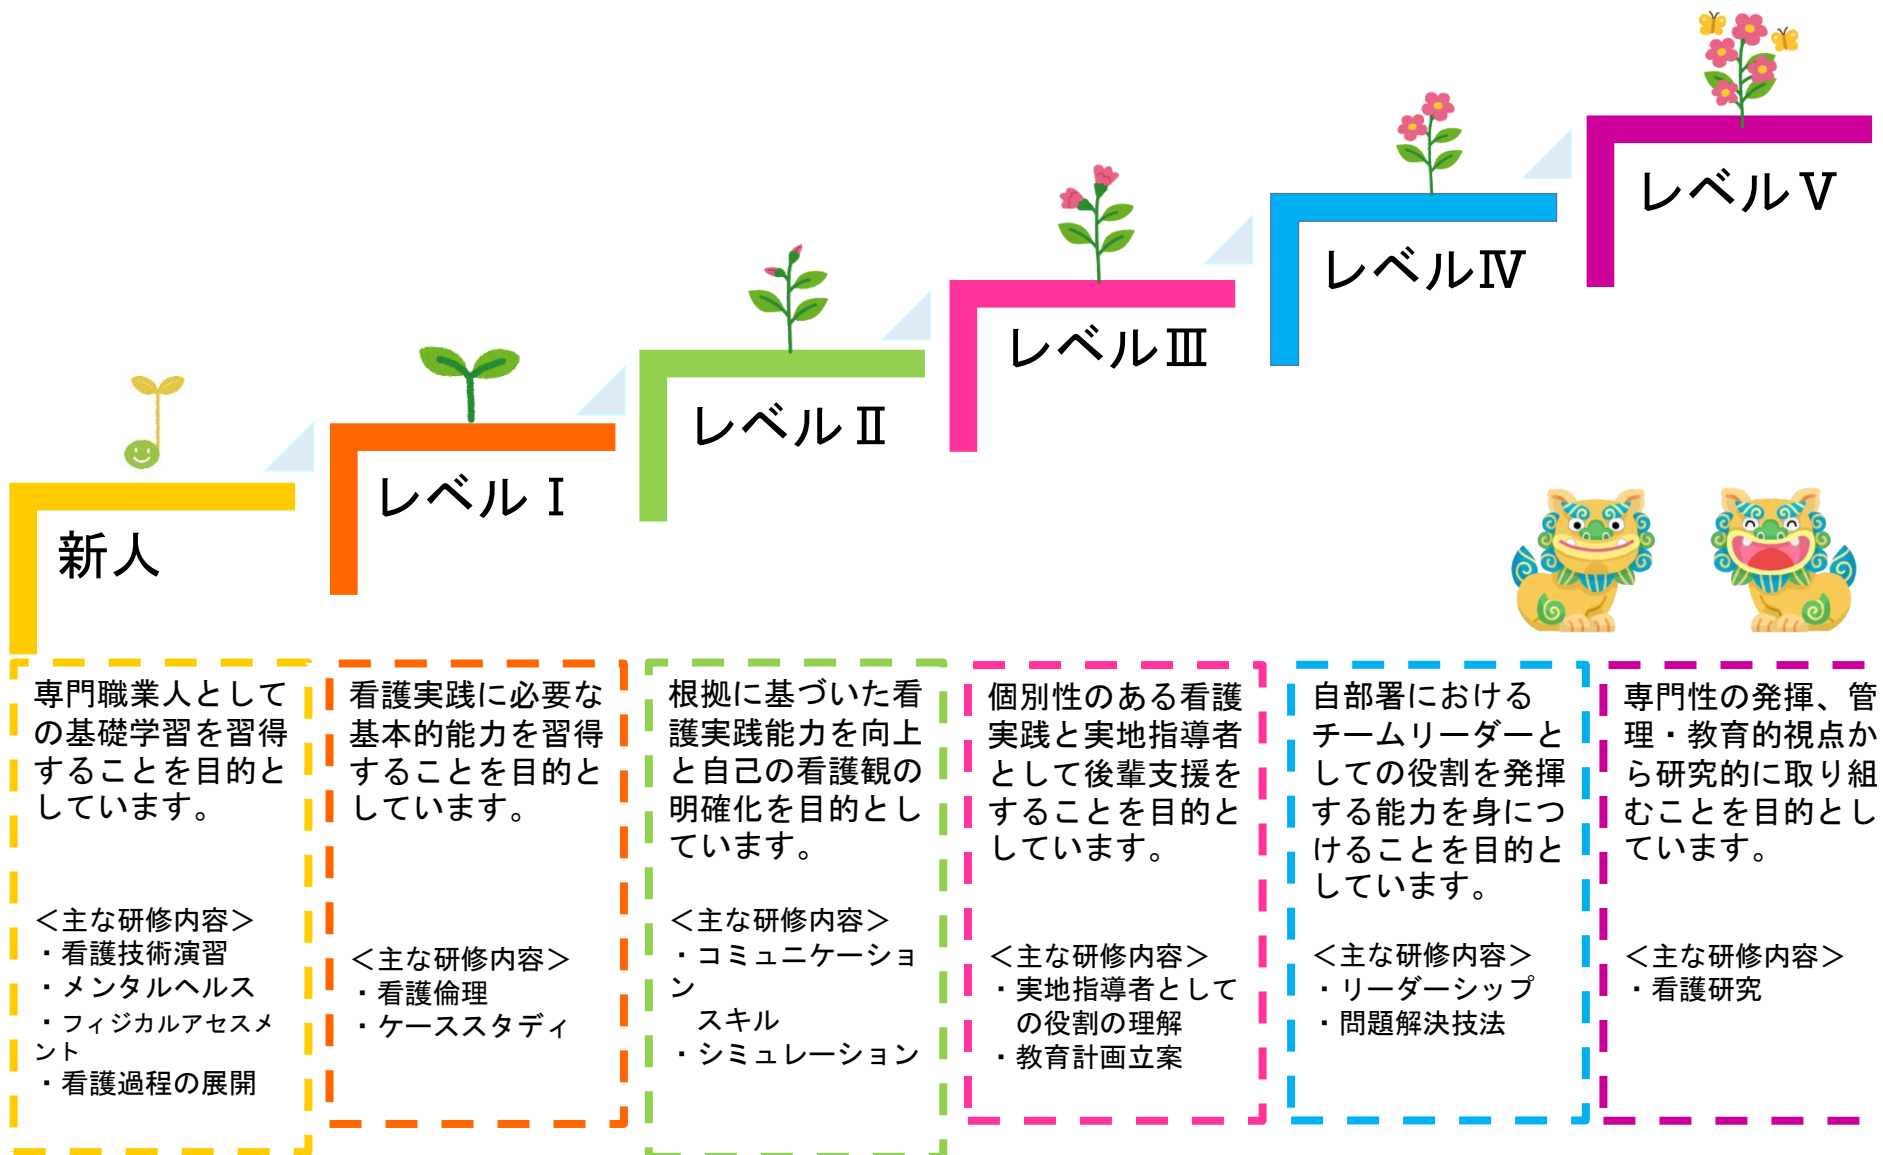 新人
レベルⅠ
レベルⅡ
レベルⅢ
レベルⅣ
レベルⅤ
専門職業人として
の基礎学習を習得
することを目的と
しています。
＜主な研修内容＞
・看護技術演習
・メンタルヘルス
・フィジカルアセスメ
ント
・看護過程の展開
看護実践に必要な
基本的能力を習得
することを目的と
しています。
＜主な研修内容＞
・看護倫理
・ケーススタディ
根拠に基づいた看
護実践能力を向上
と自己の看護観の
明確化を目的とし
ています。
＜主な研修内容＞
・コミュニケーショ
ン
スキル
・シミュレーション
個別性のある看護
実践と実地指導者
として後輩支援を
することを目的と
しています。
＜主な研修内容＞
・実地指導者として
の役割の理解
・教育計画立案
自部署における
チームリーダーと
しての役割を発揮
する能力を身につ
けることを目的と
しています。
＜主な研修内容＞
・リーダーシップ
・問題解決技法
専門性の発揮、管
理・教育的視点か
ら研究的に取り組
むことを目的とし
ています。
＜主な研修内容＞
・看護研究